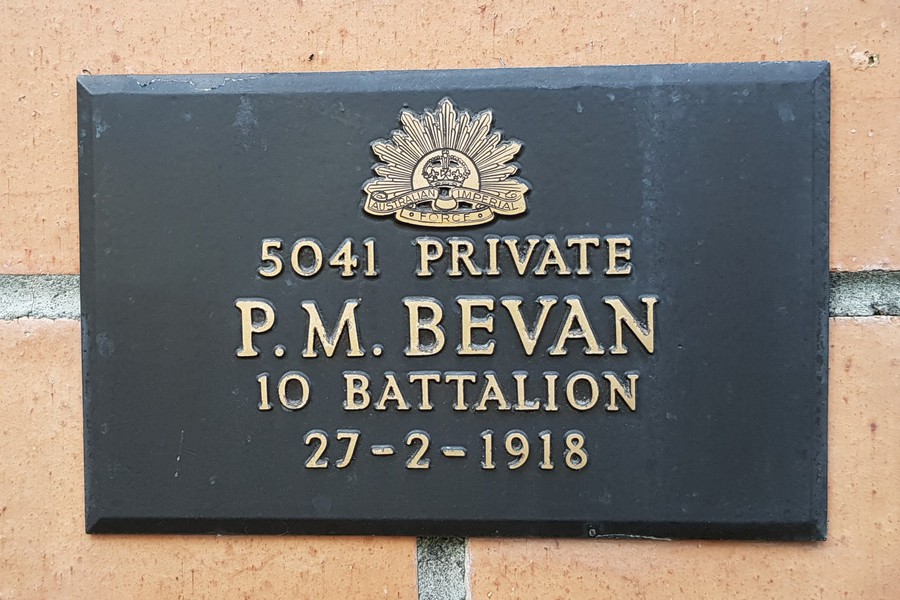 AUSTRALIAN IMPERIAL
FORCE
5041 PRIVATE
P.M. BEVAN
10 BATTALION
27-2-1918